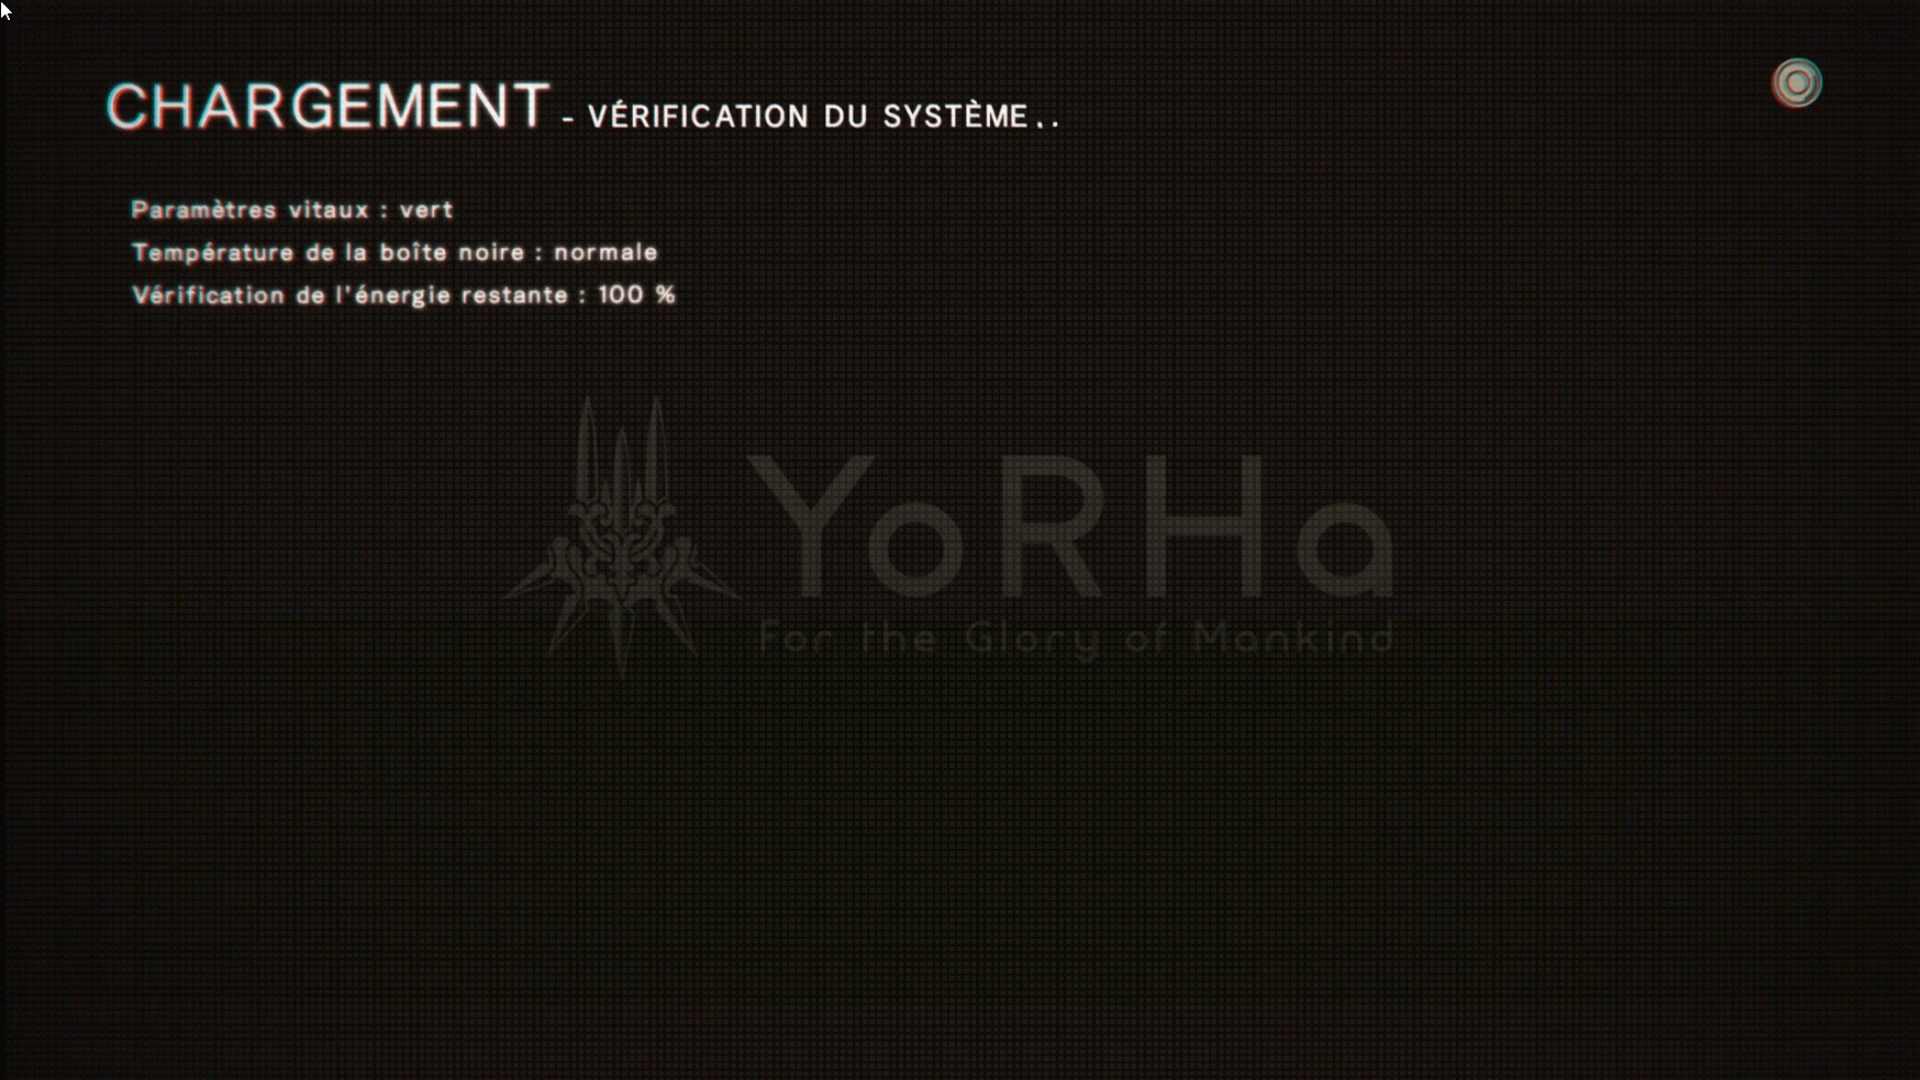 CHARGEMENT - VÉRIFICATION DU SYSTÈME..
Paramètres vitaux : vert
Température de la boîte noire : normale
Vérification de l'énergie restante : 100 %
YoRHa
For the Glory of Mankind